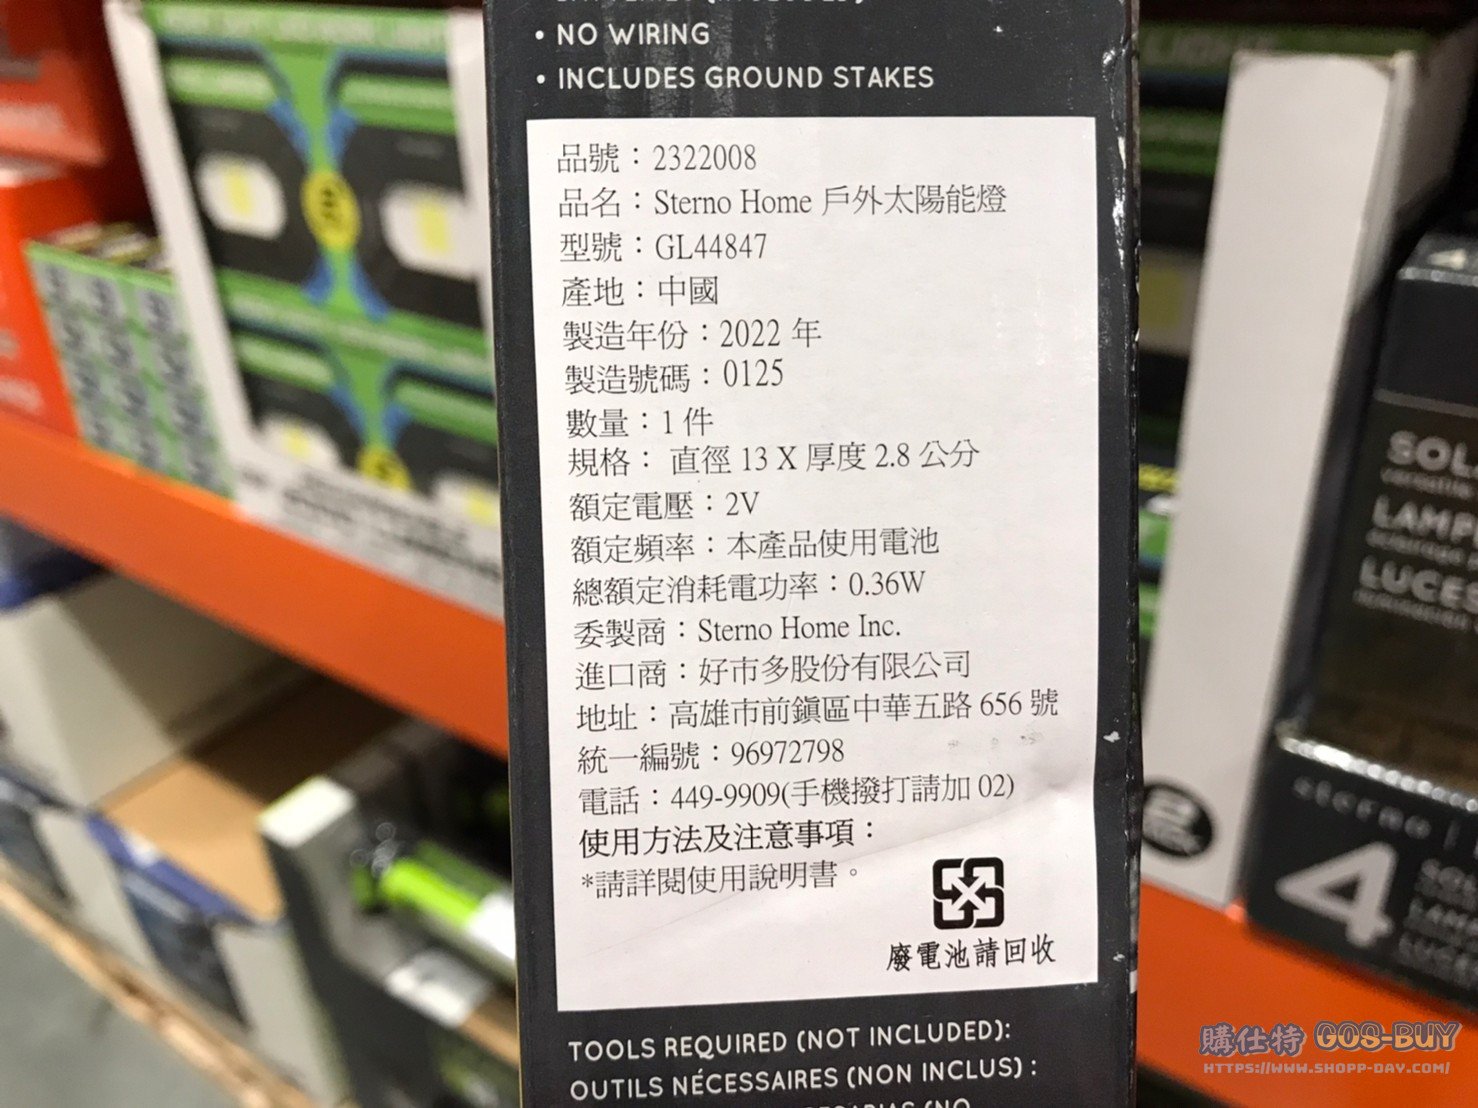 • NO WIRING
• INCLUDES GROUND STAKES
品號：2322008
品名：Sterno Home 戶外太陽能燈
型號：GL44847
產地：中國
製造年份：2022 年
製造號碼：0125
數量：1 件
規格： 直徑 13 X 厚度 2.8 公分
額定電壓：2V
額定頻率：本產品使用電池
總額定消耗電功率：0.36W
委製商：Sterno Home Inc.
進口商：好市多股份有限公司
地址：高雄市前鎮區中華五路 656 號
統一編號：96972798
電話：449-9909(手機撥打請加 02)
使用方法及注意事項：
*請詳閱使用說明書。
廢電池請回收
TOOLS REQUIRED (NOT INCLUDED):
OUTILS NÉCESSAIRES (NON INCLUS) :
SOL
LAMP
LUCES
sterno
4
2
購仕特 GOS-BUY
HTTPS://WWW.SHOPP-DAY.COM/